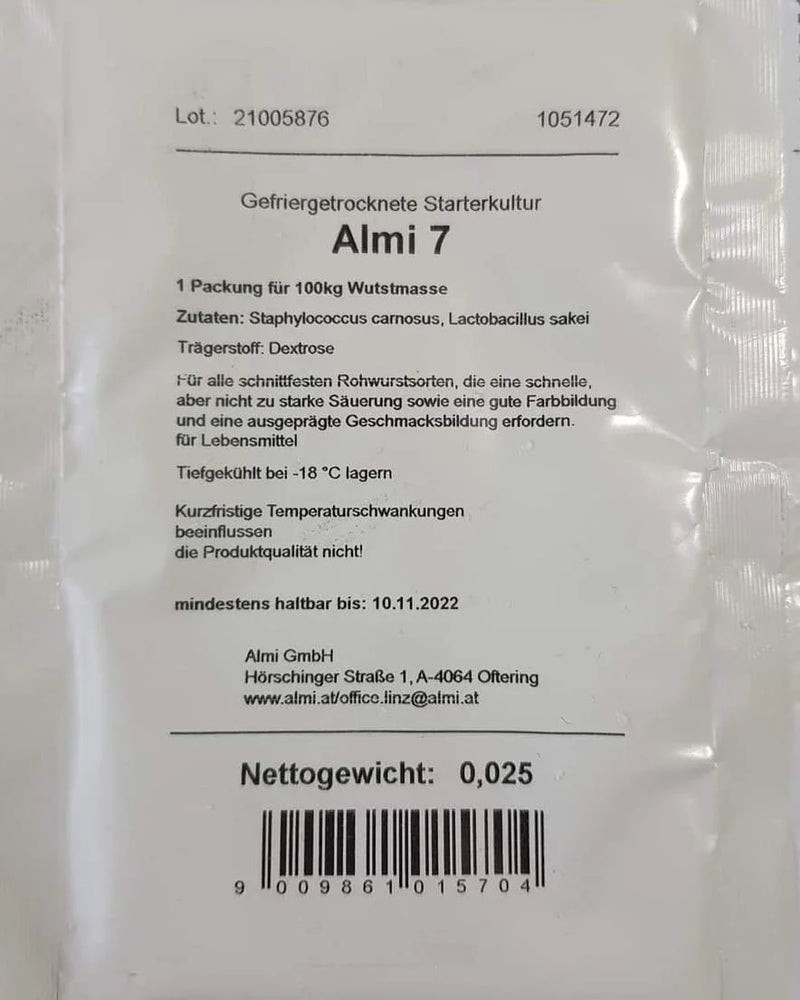 Lot.: 21005876 1051472
Gefriergetrocknete Starterkultur
Almi 7
1 Packung für 100kg Wutstmasse
Zutaten: Staphylococcus carnosus, Lactobacillus sakei
Trägerstoff: Dextrose
Für alle schnittfesten Rohwurstsorten, die eine schnelle,
aber nicht zu starke Säuerung sowie eine gute Farbbildung
und eine ausgeprägte Geschmacksbildung erfordern.
für Lebensmittel
Tiefgekühlt bei -18 °C lagern
Kurzfristige Temperaturschwankungen
beeinflussen
die Produktqualität nicht!
mindestens haltbar bis: 10.11.2022
Almi GmbH
Hörschinger Straße 1, A-4064 Oftering
www.almi.at/office.linz@almi.at
Nettogewicht: 0,025
9 009861 015704